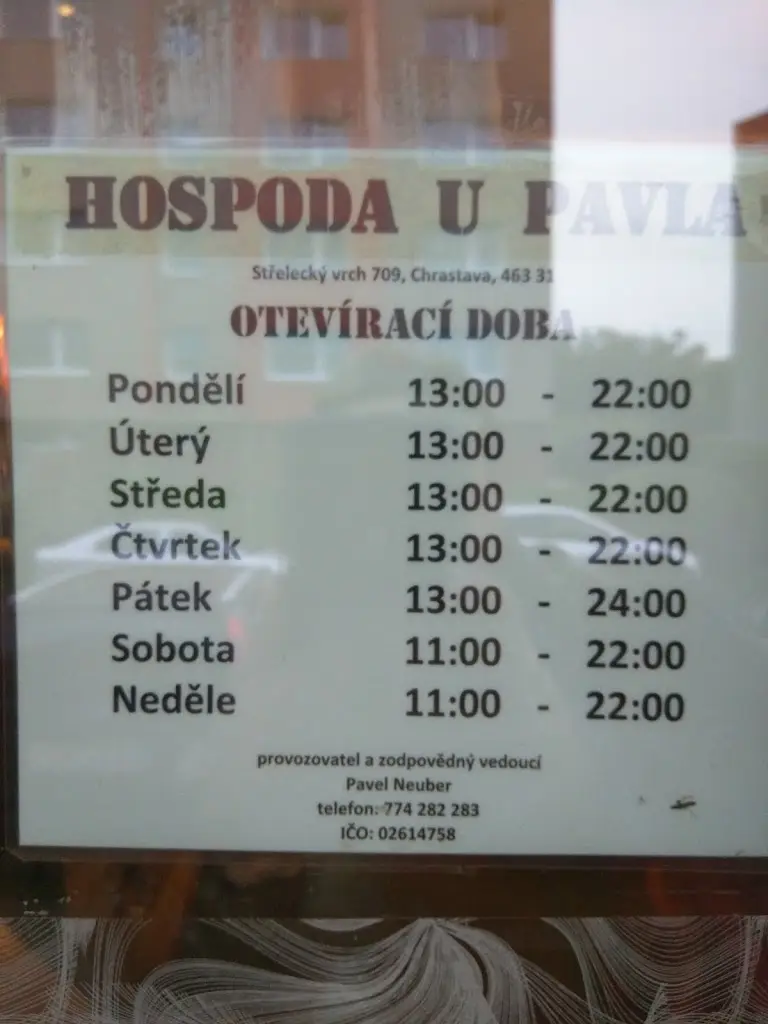 HOSPODA U PAVLA
Střelecký vrch 709, Chrastava, 463 31
OTEVÍRACÍ DOBA
Pondělí 13:00 - 22:00
Úterý 13:00 - 22:00
Středa 13:00 - 22:00
Čtvrtek 13:00 - 22:00
Pátek 13:00 - 24:00
Sobota 11:00 - 22:00
Neděle 11:00 - 22:00
provozovatel a zodpovědný vedoucí
Pavel Neuber
telefon: 774 282 283
IČO: 02614758